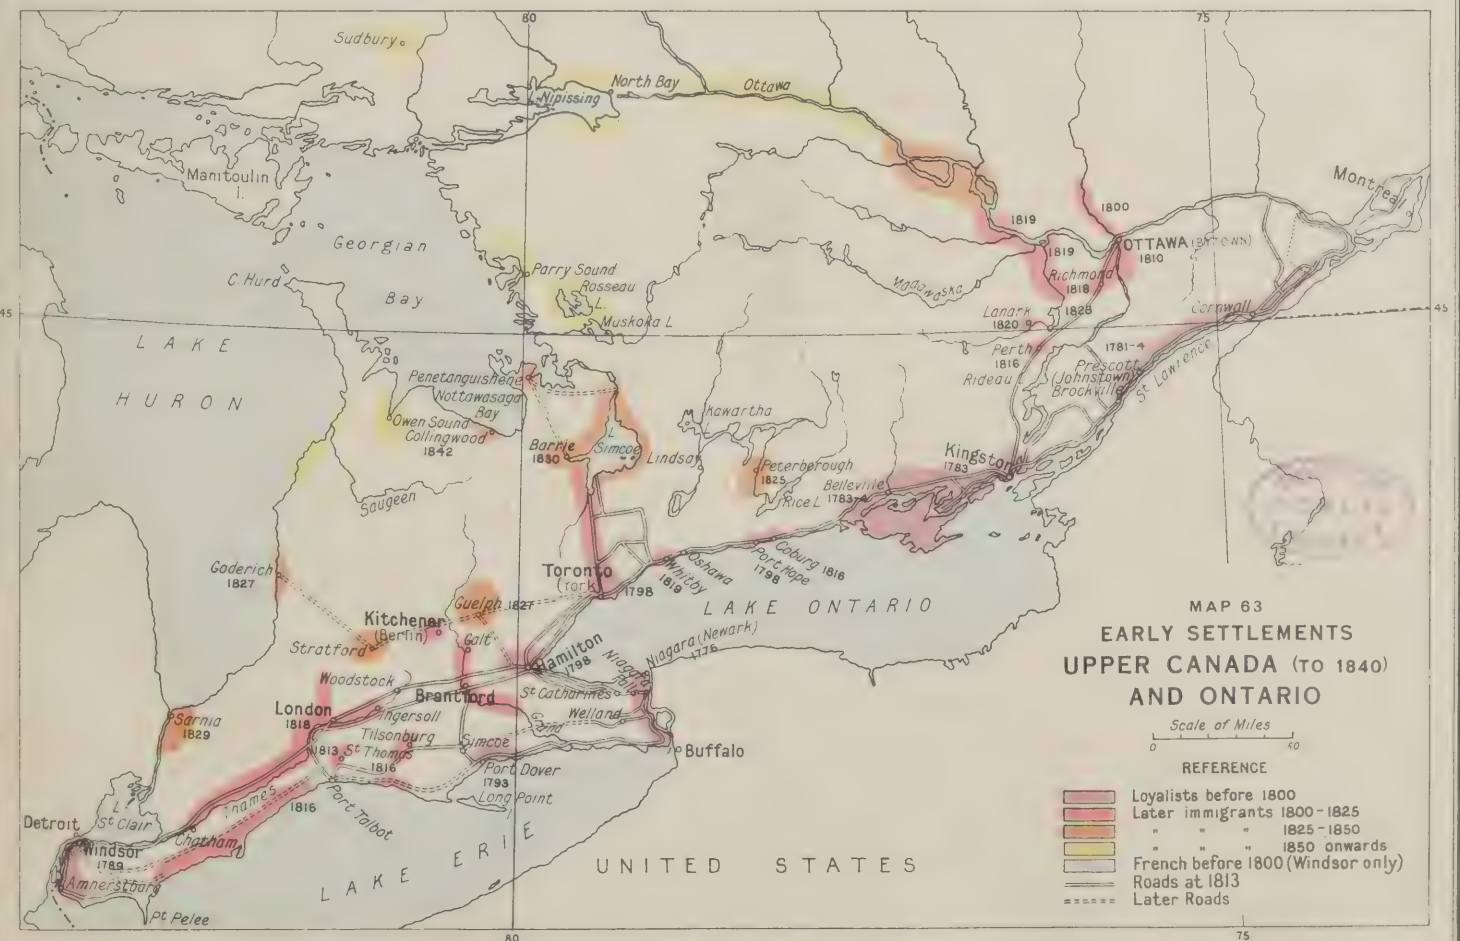 80
75
Sudbury
North Bay
L. Nipissing
Ottawa
Manitoulin
I.
Montreal
1800
1819
Georgian
Bay
OTTAWA (BYTOWN)
1810
1819
C. Hurd
Parry Sound
Rosseau
L.
Muskoka L
Madawaska
Richmond
1818
1828
Lanark
1820
Cornwall
45
45
LAKE
HURON
Perth
1816
1781-4
Prescott
(Johnstown)
Brockville
St Lawrence
Rideau
Penetanguishene
Nottawasaga
Bay
Owen Sound
Collingwood
1842
Kawartha
L
Barrie
1830
L
Simcoe
Lindsay
Peterborough
1825
Rice L
Belleville
1783-4
Kingston
1783
Saugeen
Goderich
1827
Toronto
(York)
1798
Whitby
1819
Oshawa
Port Hope
1798
Coburg 1816
LAKE ONTARIO
Guelph 1827
Kitchener
(Berlin)
Galt
Stratford
Hamilton
1798
Niagara (Newark)
1776
Niagara
Falls
St Catharines
Woodstock
Brantford
London
1818
Ingersoll
Tilsonburg
Grand
Welland
Sarnia
1829
1813
St Thomas
1816
Simcoe
Buffalo
Port Dover
1793
Long Point
Port Talbot
Thames
1816
L.
St Clair
Detroit
Windsor
1789
Chatham
Amherstburg
Pt Pelee
LAKE ERIE
UNITED STATES
MAP 63
EARLY SETTLEMENTS
UPPER CANADA (TO 1840)
AND ONTARIO
Scale of Miles
0 50
REFERENCE
Loyalists before 1800
Later immigrants 1800-1825
" " " 1825-1850
" " " 1850 onwards
French before 1800 (Windsor only)
Roads at 1813
Later Roads
80
75